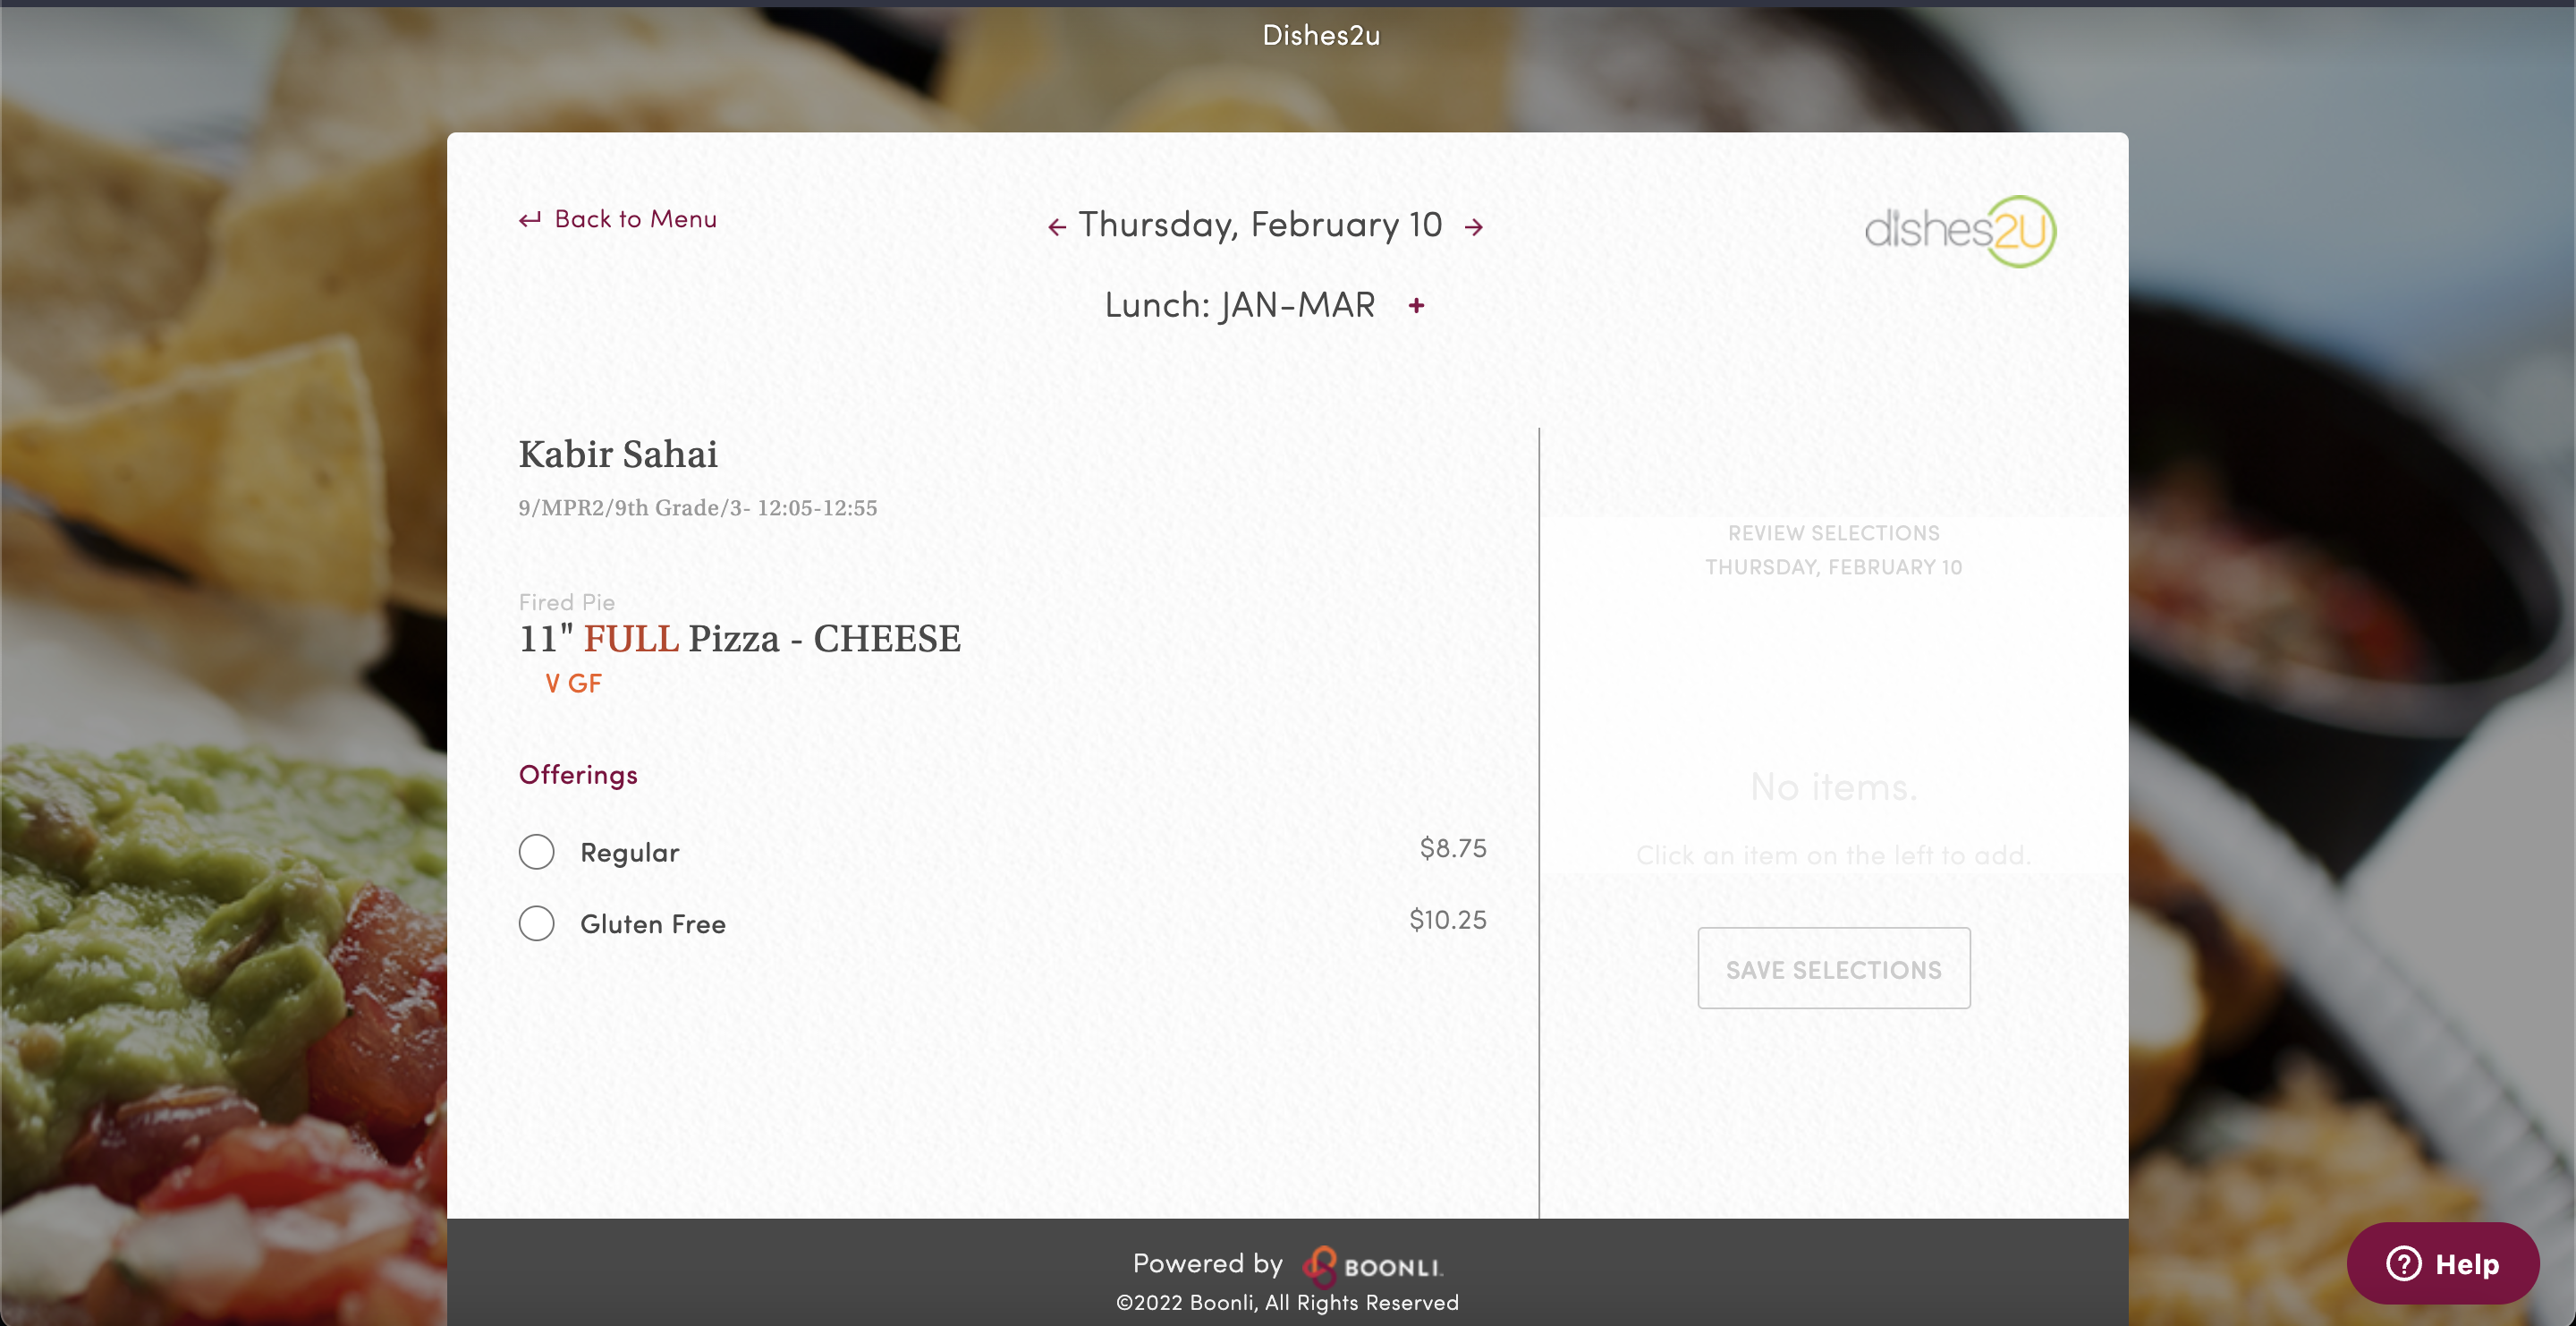 Dishes2u
Back to Menu
Thursday, February 10
dishes2U
Lunch: JAN-MAR +
Kabir Sahai
9/MPR2/9th Grade/3- 12:05-12:55
Fired Pie
11" FULL Pizza - CHEESE
V GF
Offerings
Regular $8.75
Gluten Free $10.25
REVIEW SELECTIONS
THURSDAY, FEBRUARY 10
No items.
Click an item on the left to add.
SAVE SELECTIONS
Powered by BOONLI
©2022 Boonli, All Rights Reserved
Help